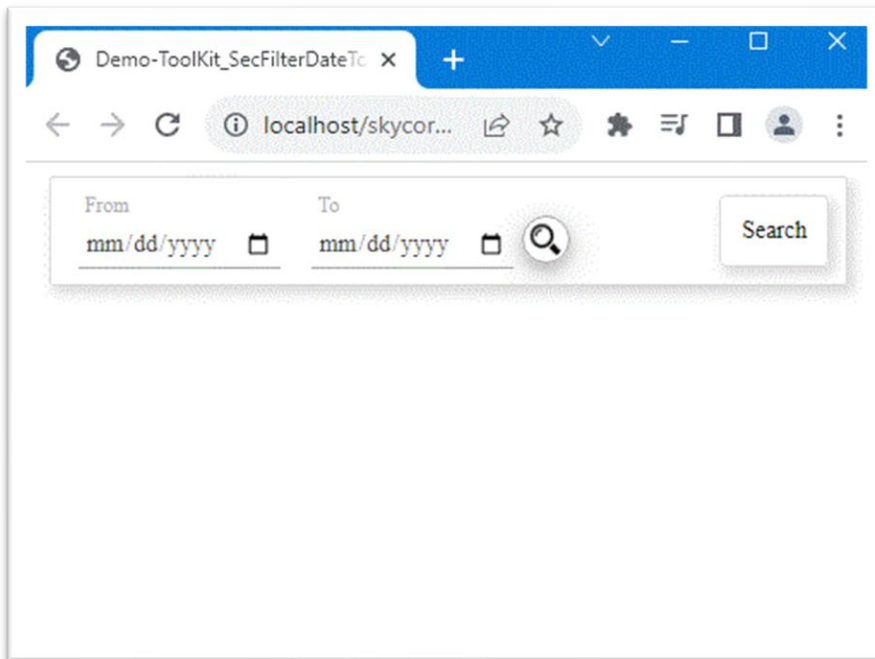 Demo-ToolKit_SecFilterDateTc
localhost/skycor...
From To
mm/dd/yyyy mm/dd/yyyy Search